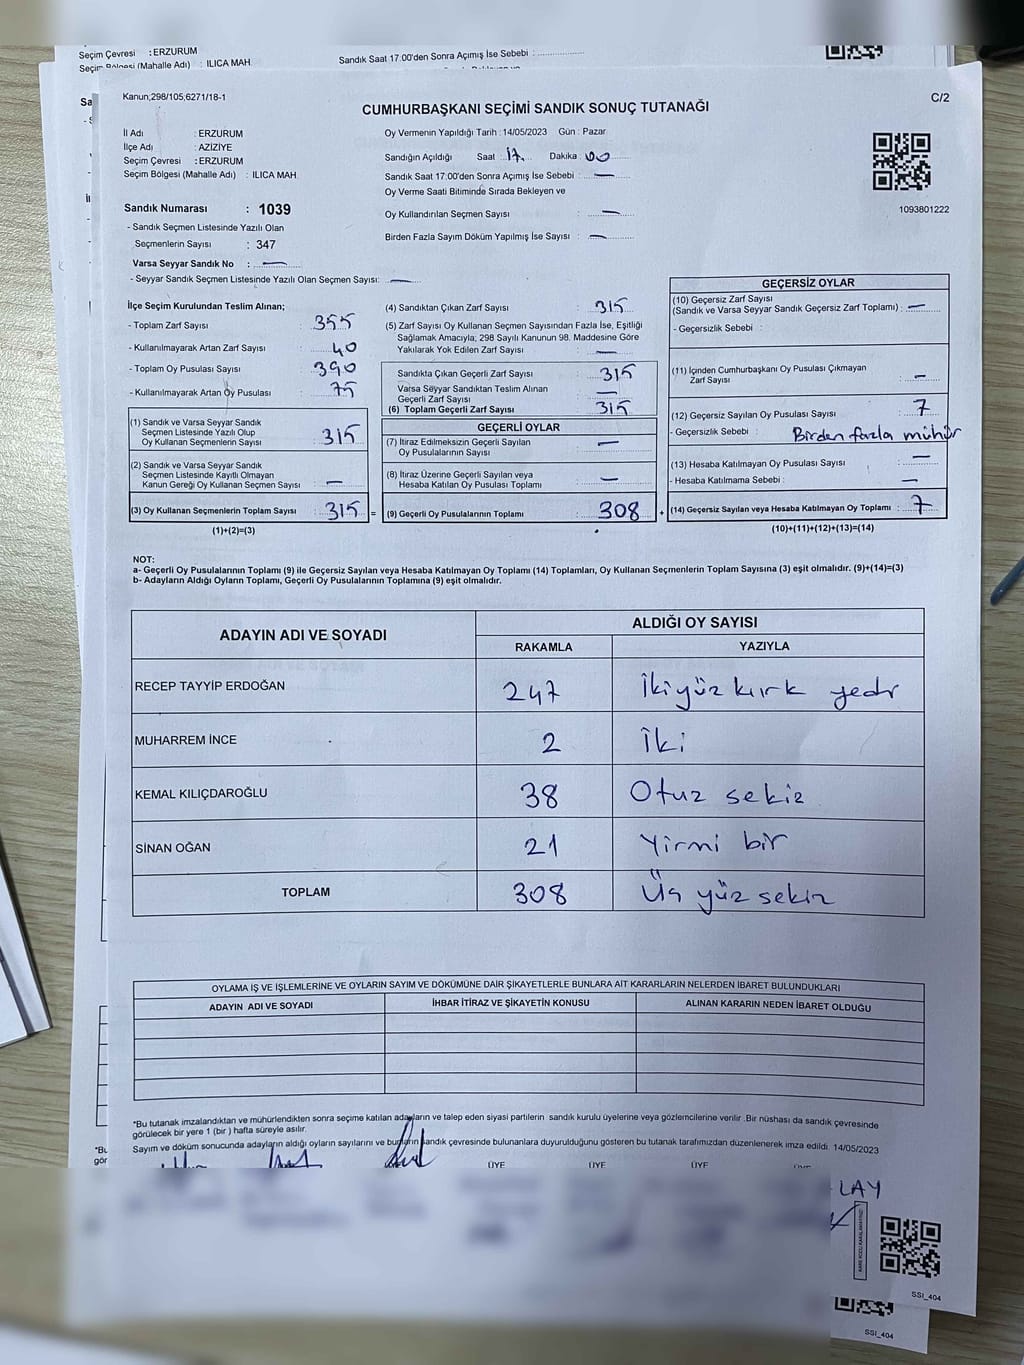 Seçim Çevresi : ERZURUM
Seçim Bölgesi (Mahalle Adı) : ILICA MAH.
Sandık Saat 17:00'den Sonra Açımış İse Sebebi :
Kanun;298/105;6271/18-1
CUMHURBAŞKANI SEÇİMİ SANDIK SONUÇ TUTANAĞI
C/2
İl Adı : ERZURUM
İlçe Adı : AZİZİYE
Seçim Çevresi : ERZURUM
Seçim Bölgesi (Mahalle Adı) : ILICA MAH.
Sandık Numarası : 1039
- Sandık Seçmen Listesinde Yazılı Olan
Seçmenlerin Sayısı : 347
Varsa Seyyar Sandık No : —
- Seyyar Sandık Seçmen Listesinde Yazılı Olan Seçmen Sayısı: —
Oy Vermenin Yapıldığı Tarih : 14/05/2023 Gün : Pazar
Sandığın Açıldığı Saat : 17 Dakika : 00
Sandık Saat 17:00'den Sonra Açımış İse Sebebi : —
Oy Verme Saati Bitiminde Sırada Bekleyen ve
Oy Kullandırılan Seçmen Sayısı : —
Birden Fazla Sayım Döküm Yapılmış İse Sayısı : —
1093801222
İlçe Seçim Kurulundan Teslim Alınan;
- Toplam Zarf Sayısı : 355
- Kullanılmayarak Artan Zarf Sayısı : 40
- Toplam Oy Pusulası Sayısı : 390
- Kullanılmayarak Artan Oy Pusulası : 75
(1) Sandık ve Varsa Seyyar Sandık
Seçmen Listesinde Yazılı Olup
Oy Kullanan Seçmenlerin Sayısı : 315
(2) Sandık ve Varsa Seyyar Sandık
Seçmen Listesinde Kayıtlı Olmayan
Kanun Gereği Oy Kullanan Seçmen Sayısı : —
(3) Oy Kullanan Seçmenlerin Toplam Sayısı : 315 =
(1)+(2)=(3)
(4) Sandıktan Çıkan Zarf Sayısı : 315
(5) Zarf Sayısı Oy Kullanan Seçmen Sayısından Fazla İse, Eşitliği
Sağlamak Amacıyla; 298 Sayılı Kanunun 98. Maddesine Göre
Yakılarak Yok Edilen Zarf Sayısı : —
Sandıkta Çıkan Geçerli Zarf Sayısı : 315
Varsa Seyyar Sandıktan Teslim Alınan
Geçerli Zarf Sayısı : —
(6) Toplam Geçerli Zarf Sayısı : 315
GEÇERLİ OYLAR
(7) İtiraz Edilmeksizin Geçerli Sayılan
Oy Pusulalarının Sayısı : —
(8) İtiraz Üzerine Geçerli Sayılan veya
Hesaba Katılan Oy Pusulası Toplamı : —
(9) Geçerli Oy Pusulalarının Toplamı : 308 +
GEÇERSİZ OYLAR
(10) Geçersiz Zarf Sayısı
(Sandık ve Varsa Seyyar Sandık Geçersiz Zarf Toplamı) : —
- Geçersizlik Sebebi :
(11) İçinden Cumhurbaşkanı Oy Pusulası Çıkmayan
Zarf Sayısı : —
(12) Geçersiz Sayılan Oy Pusulası Sayısı : 7
- Geçersizlik Sebebi : Birden fazla mühür
(13) Hesaba Katılmayan Oy Pusulası Sayısı : —
- Hesaba Katılmama Sebebi : —
(14) Geçersiz Sayılan veya Hesaba Katılmayan Oy Toplamı : 7
(10)+(11)+(12)+(13)=(14)
NOT:
a- Geçerli Oy Pusulalarının Toplamı (9) ile Geçersiz Sayılan veya Hesaba Katılmayan Oy Toplamı (14) Toplamları, Oy Kullanan Seçmenlerin Toplam Sayısına (3) eşit olmalıdır. (9)+(14)=(3)
b- Adayların Aldığı Oyların Toplamı, Geçerli Oy Pusulalarının Toplamına (9) eşit olmalıdır.
ADAYIN ADI VE SOYADI
ALDIĞI OY SAYISI
RAKAMLA YAZIYLA
RECEP TAYYİP ERDOĞAN 247 İkiyüz kırk yedi
MUHARREM İNCE 2 İki
KEMAL KILIÇDAROĞLU 38 Otuz sekiz
SİNAN OĞAN 21 Yirmi bir
TOPLAM 308 Üç yüz sekiz
OYLAMA İŞ VE İŞLEMLERİNE VE OYLARIN SAYIM VE DÖKÜMÜNE DAİR ŞİKAYETLERLE BUNLARA AİT KARARLARIN NELERDEN İBARET BULUNDUKLARI
ADAYIN ADI VE SOYADI İHBAR İTİRAZ VE ŞİKAYETİN KONUSU ALINAN KARARIN NEDEN İBARET OLDUĞU
*Bu tutanak imzalandıktan ve mühürlendikten sonra seçime katılan adayların ve talep eden siyasi partilerin sandık kurulu üyelerine veya gözlemcilerine verilir .Bir nüshası da sandık çevresinde
görülecek bir yere 1 (bir ) hafta süreyle asılır.
Sayım ve döküm sonucunda adayların aldığı oyların sayılarını ve bunların sandık çevresinde bulunanlara duyurulduğunu gösteren bu tutanak tarafımızdan düzenlenerek imza edildi. 14/05/2023
ÜYE ÜYE ÜYE
LAY
SSI_404
SSI_404